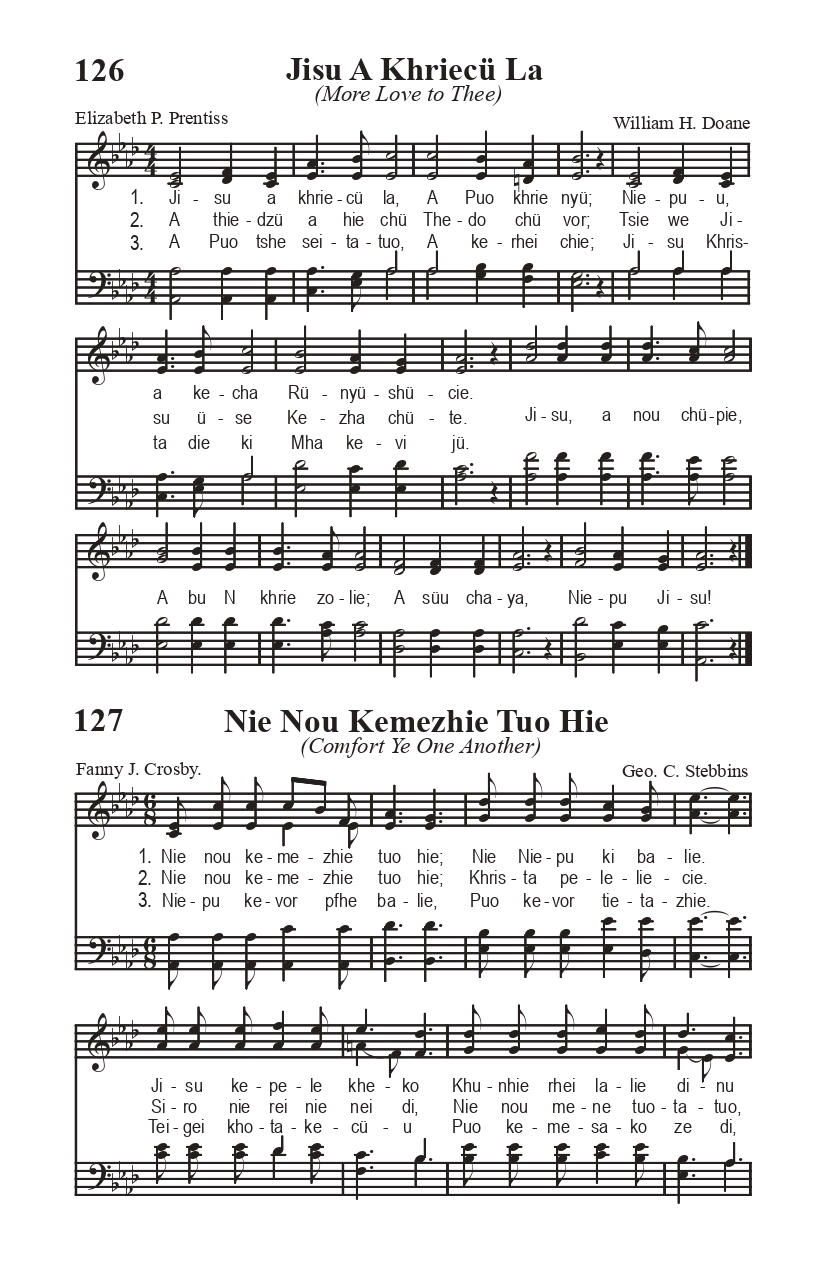 126
Jisu A Khriecü La
(More Love to Thee)
Elizabeth P. Prentiss
William H. Doane
1. Ji - su a khrie - cü la, A Puo khrie nyü; Nie - pu - u,
2. A thie - dzü a hie chü The - do chü vor; Tsie we Ji -
3. A Puo tshe sei - ta - tuo, A ke - rhei chie; Ji - su Khris-
a ke - cha Rü - nyü - shü - cie.
su ü - se Ke - zha chü - te. Ji - su, a nou chü - pie,
ta die ki Mha ke - vi jü.
A bu N khrie zo - lie; A süu cha - ya, Nie - pu Ji - su!
127
Nie Nou Kemezhie Tuo Hie
(Comfort Ye One Another)
Fanny J. Crosby.
Geo. C. Stebbins
1. Nie nou ke - me - zhie tuo hie; Nie Nie - pu ki ba - lie.
2. Nie nou ke - me - zhie tuo hie; Khris - ta pe - le - lie - cie.
3. Nie - pu ke - vor pfhe ba - lie, Puo ke - vor tie - ta - zhie.
Ji - su ke - pe - le khe - ko Khu - nhie rhei la - lie di - nu
Si - ro nie rei nie nei di, Nie nou me - ne tuo - ta - tuo,
Tei - gei kho - ta - ke - cü - u Puo ke - me - sa - ko ze di,